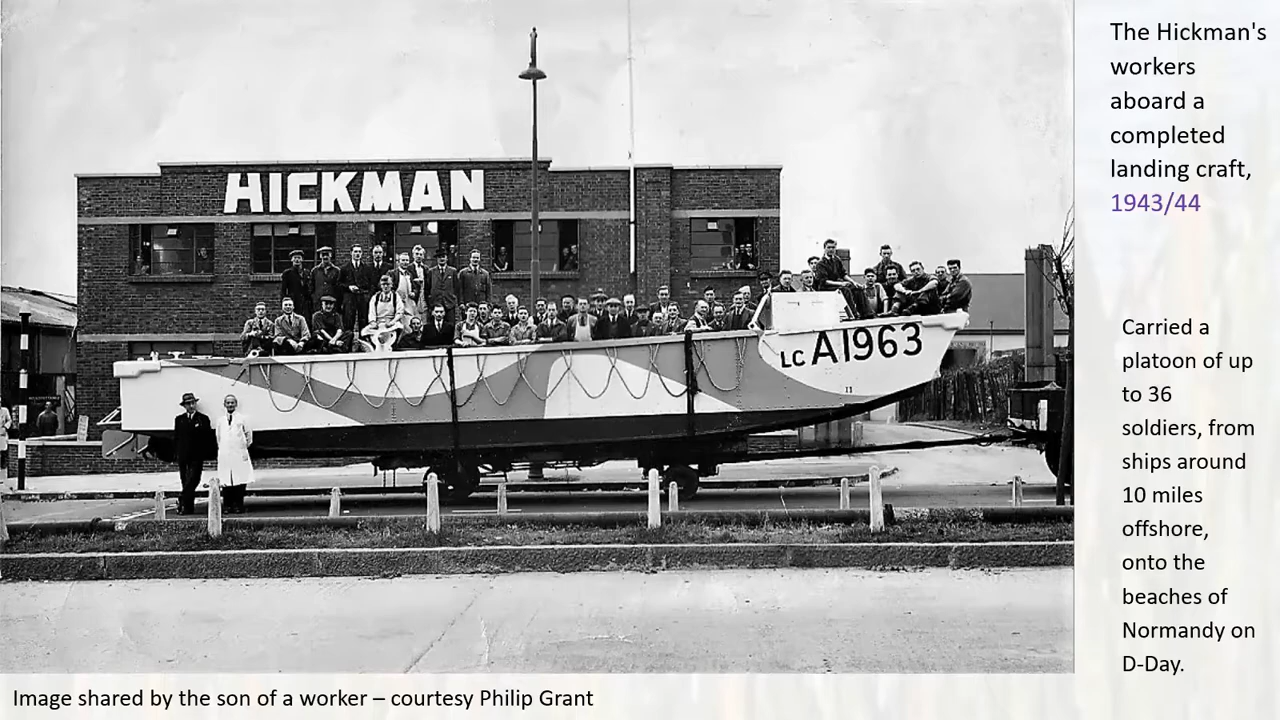 HICKMAN
LC A1963
11
The Hickman's
workers
aboard a
completed
landing craft,
1943/44
Carried a
platoon of up
to 36
soldiers, from
ships around
10 miles
offshore,
onto the
beaches of
Normandy on
D-Day.
Image shared by the son of a worker – courtesy Philip Grant